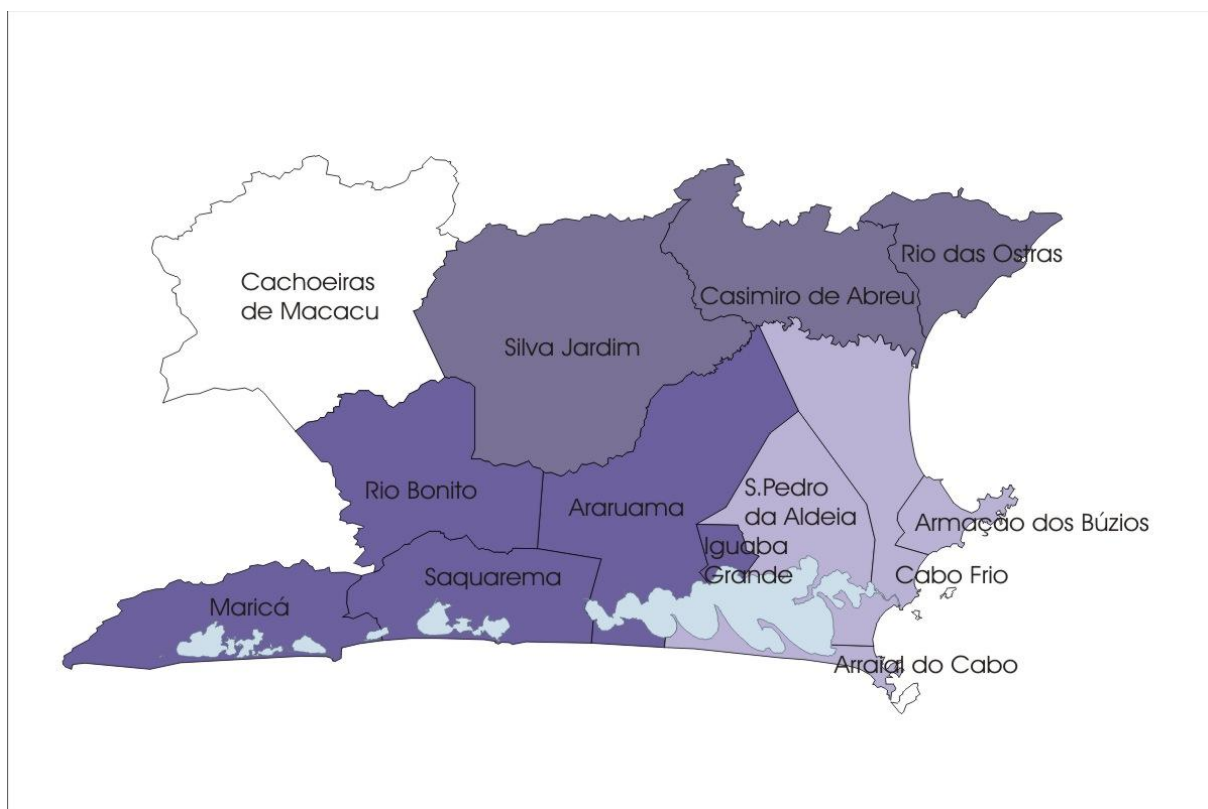 Rio das Ostras
Cachoeiras
de Macacu
Casimiro de Abreu
Silva Jardim
Rio Bonito
Araruama
S.Pedro
da Aldeia
Armação dos Búzios
Iguaba
Grande
Saquarema
Cabo Frio
Maricá
Arraial do Cabo